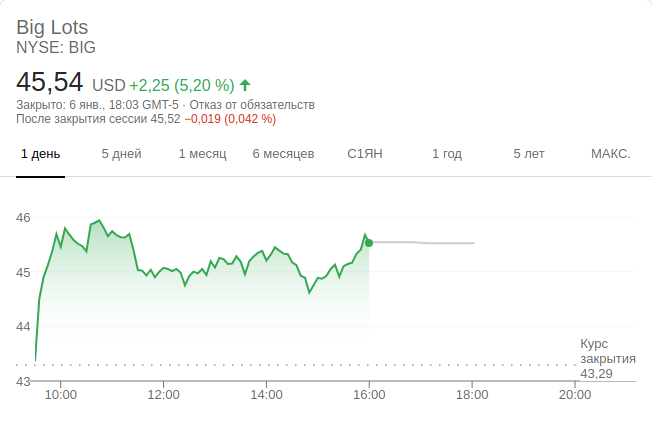 Big Lots
NYSE: BIG
45,54 USD +2,25 (5,20 %)
Закрыто: 6 янв., 18:03 GMT-5 · Отказ от обязательств
После закрытия сессии 45,52 −0,019 (0,042 %)
1 день 5 дней 1 месяц 6 месяцев С1ЯН 1 год 5 лет МАКС.
46
45
44
Курс
закрытия
43,29
43
10:00 12:00 14:00 16:00 18:00 20:00